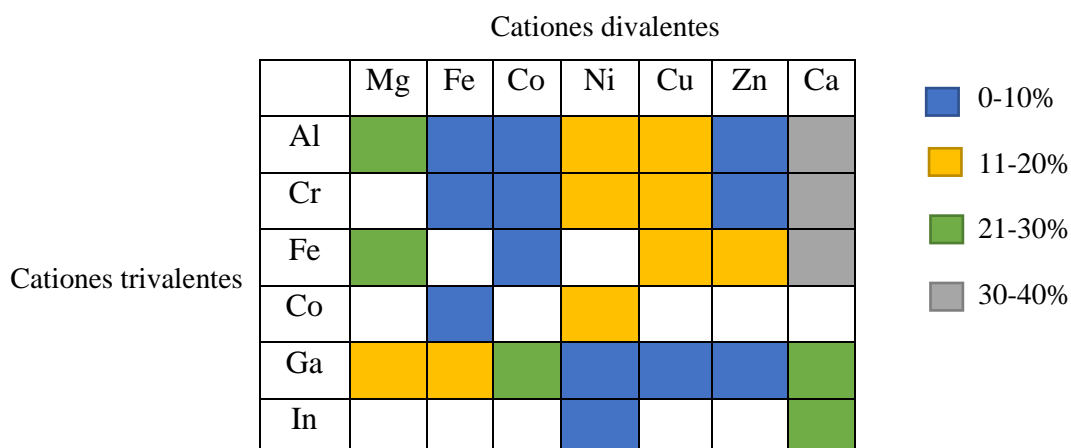 Cationes divalentes
Mg Fe Co Ni Cu Zn Ca
Al
Cr
Fe
Cationes trivalentes
Co
Ga
In
0-10%
11-20%
21-30%
30-40%